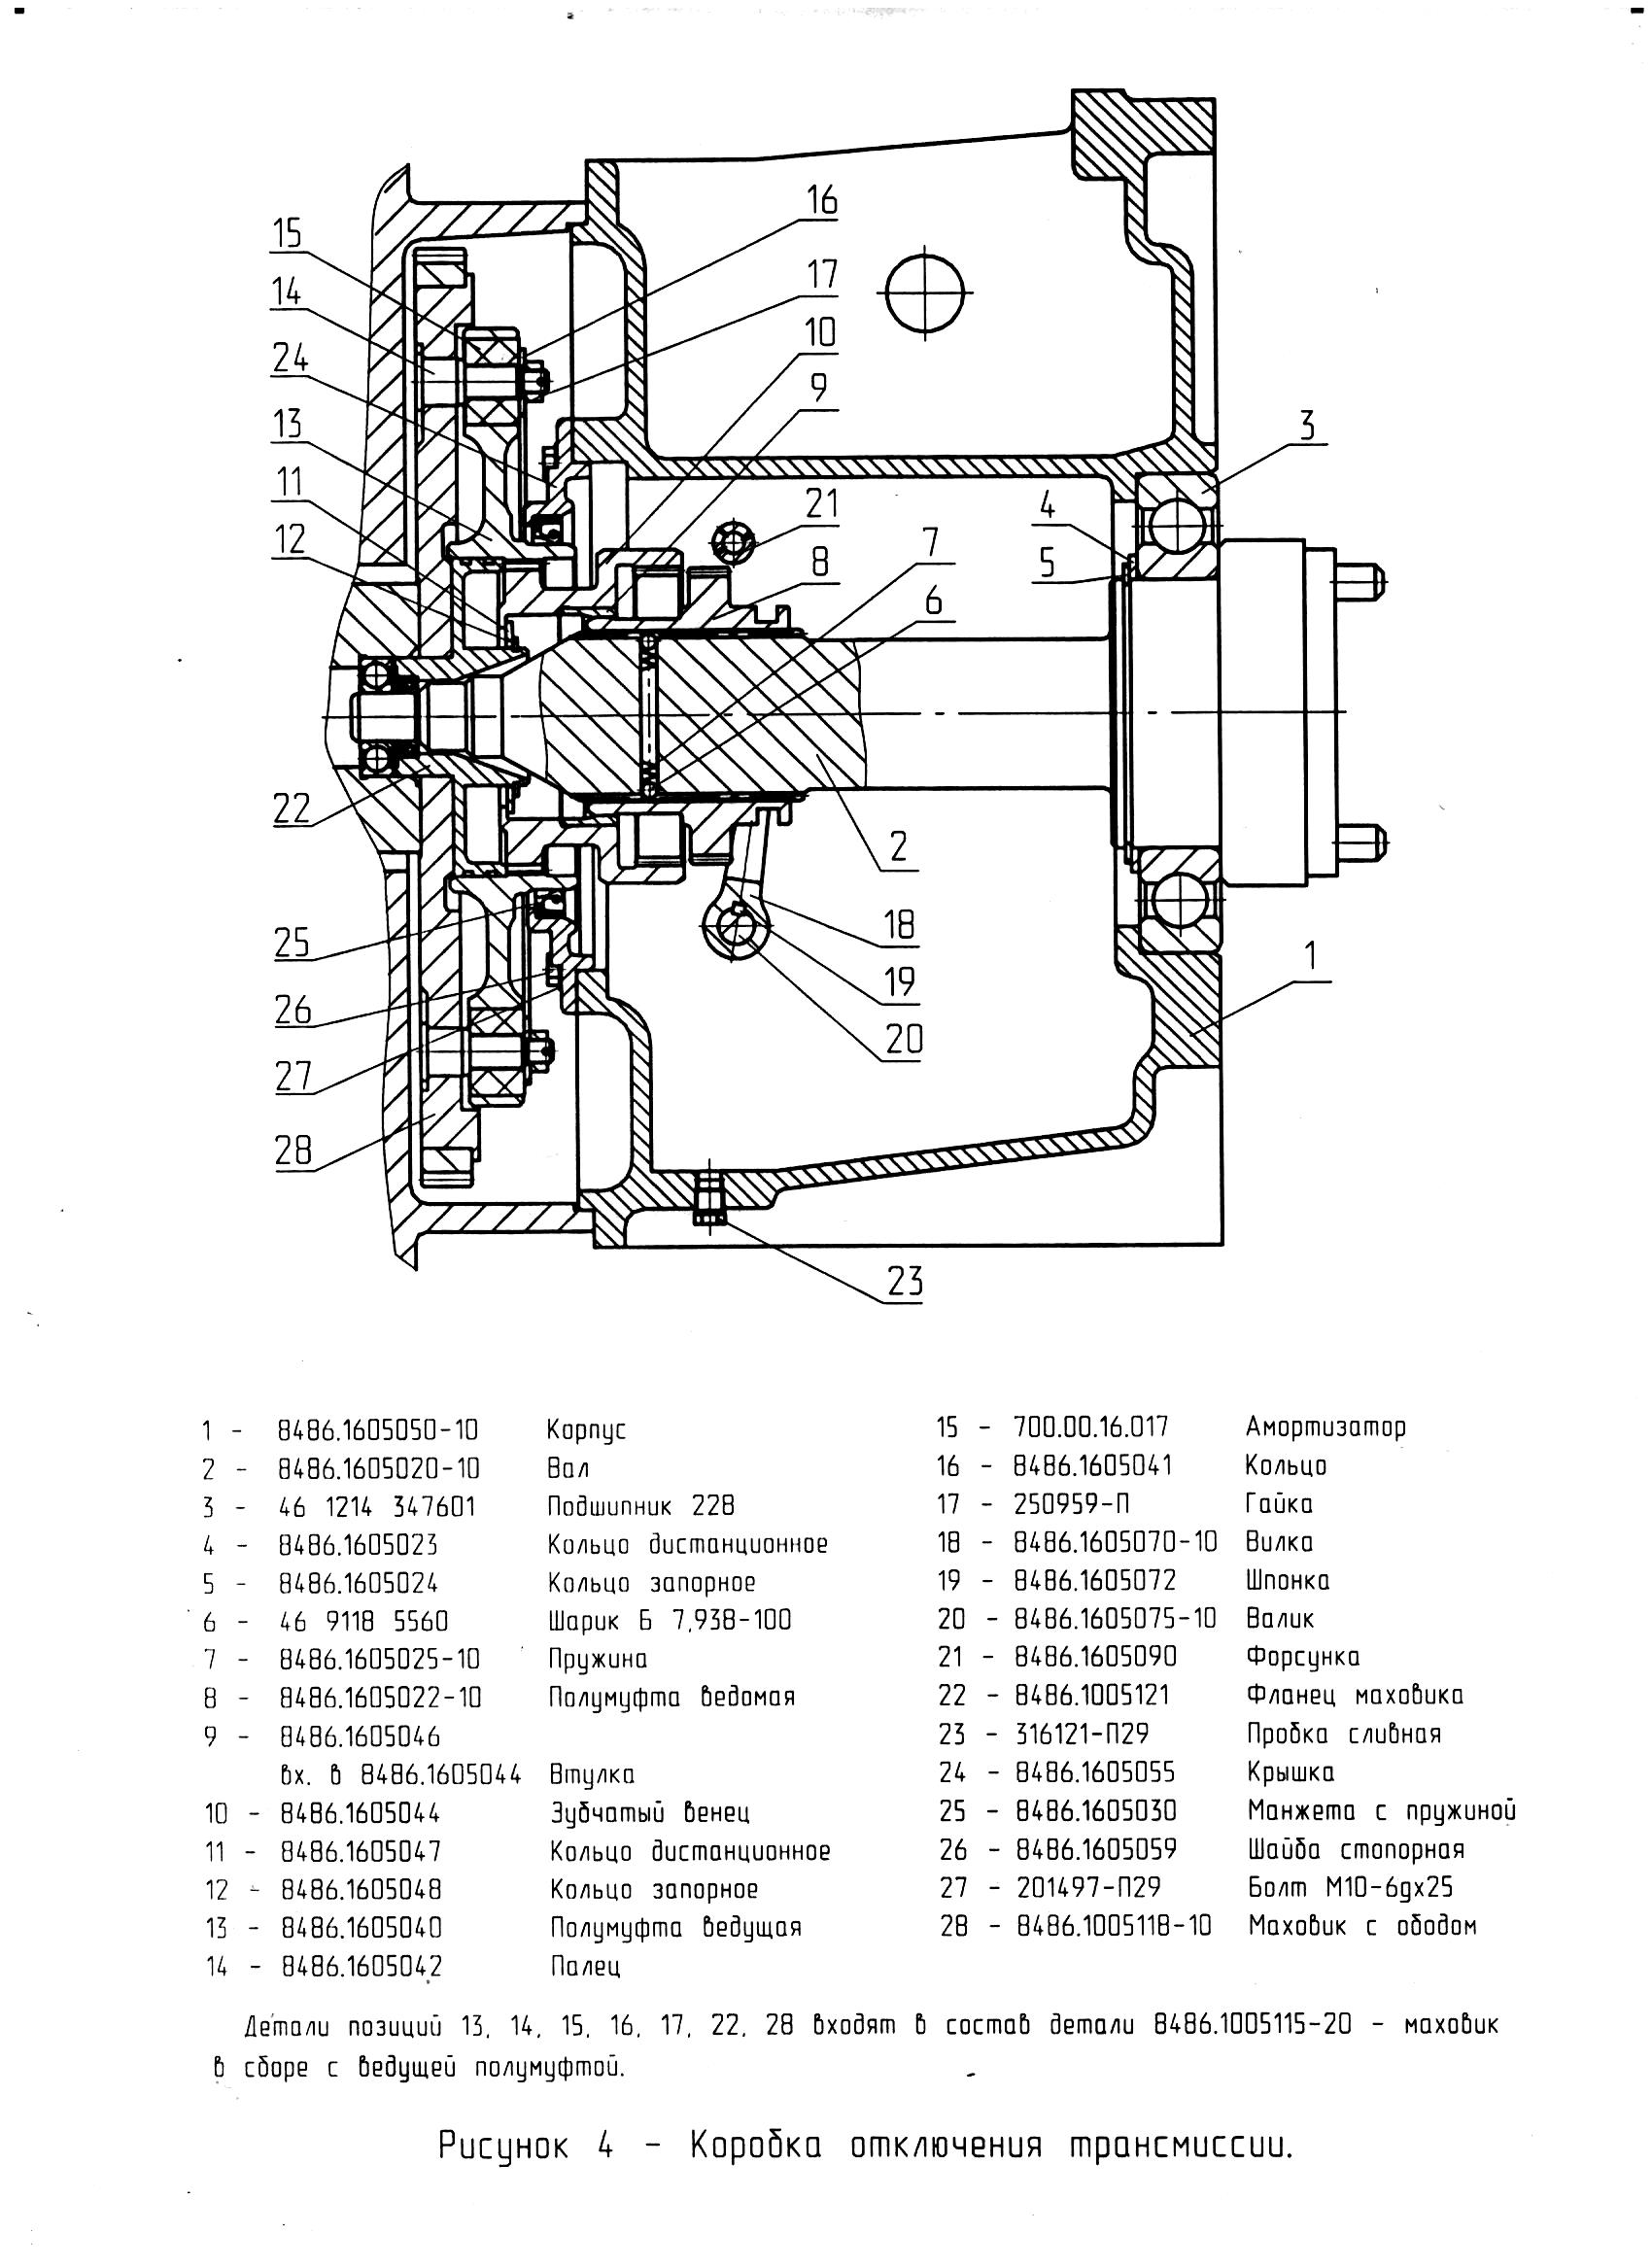 15
16
14
17
24
10
13
9
11
3
12
21
4
7
8
5
6
22
2
25
18
1
26
19
20
27
28
23
1 - 8486.1605050-10 Корпус
2 - 8486.1605020-10 Вал
3 - 46 1214 347601 Подшипник 228
4 - 8486.1605023 Кольцо дистанционное
5 - 8486.1605024 Кольцо запорное
6 - 46 9118 5560 Шарик Б 7,938-100
7 - 8486.1605025-10 Пружина
8 - 8486.1605022-10 Полумуфта ведомая
9 - 8486.1605046
вх. в 8486.1605044 Втулка
10 - 8486.1605044 Зубчатый венец
11 - 8486.1605047 Кольцо дистанционное
12 - 8486.1605048 Кольцо запорное
13 - 8486.1605040 Полумуфта ведущая
14 - 8486.1605042 Палец
15 - 700.00.16.017 Амортизатор
16 - 8486.1605041 Кольцо
17 - 250959-П Гайка
18 - 8486.1605070-10 Вилка
19 - 8486.1605072 Шпонка
20 - 8486.1605075-10 Валик
21 - 8486.1605090 Форсунка
22 - 8486.1005121 Фланец маховика
23 - 316121-П29 Пробка сливная
24 - 8486.1605055 Крышка
25 - 8486.1605030 Манжета с пружиной
26 - 8486.1605059 Шайба стопорная
27 - 201497-П29 Болт М10-6gх25
28 - 8486.1005118-10 Маховик с ободом
Детали позиций 13, 14, 15, 16, 17, 22, 28 входят в состав детали 8486.1005115-20 - маховик
в сборе с ведущей полумуфтой.
Рисунок 4 - Коробка отключения трансмиссии.